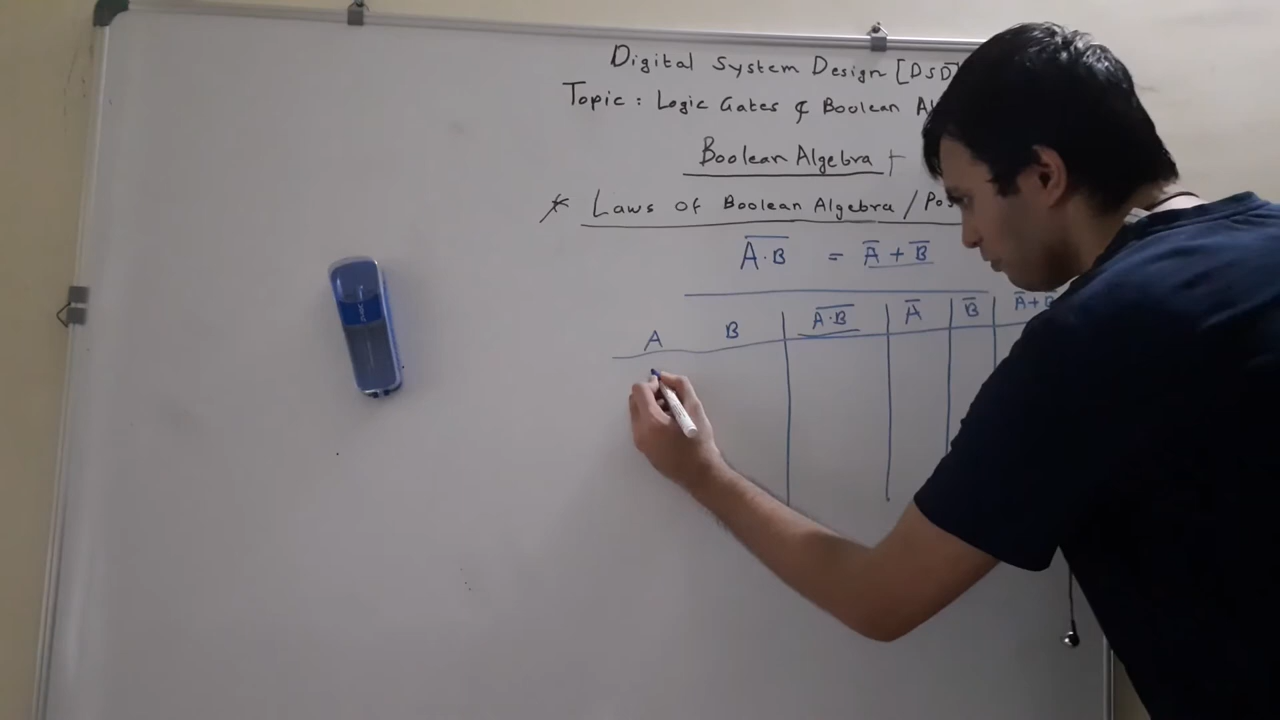 Digital System Design [DSD
Topic : Logic Gates & Boolean Al
Boolean Algebra
* Laws of Boolean Algebra / Pos
A̅·̅B̅ = A̅ + B̅
A B A̅·̅B̅ A̅ B̅ A̅+B̅